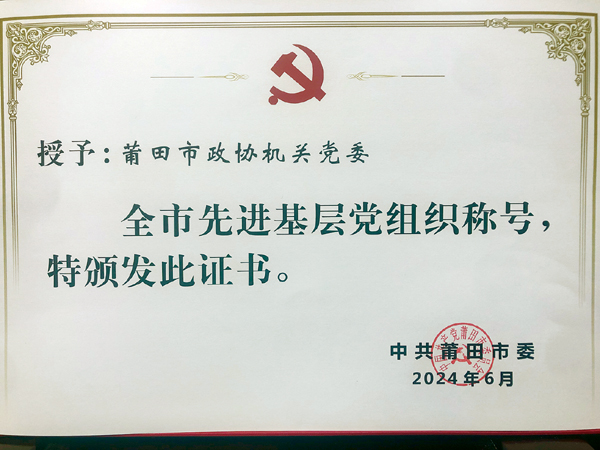 授予：莆田市政协机关党委
全市先进基层党组织称号，
特颁发此证书。
中共莆田市委
2024年6月